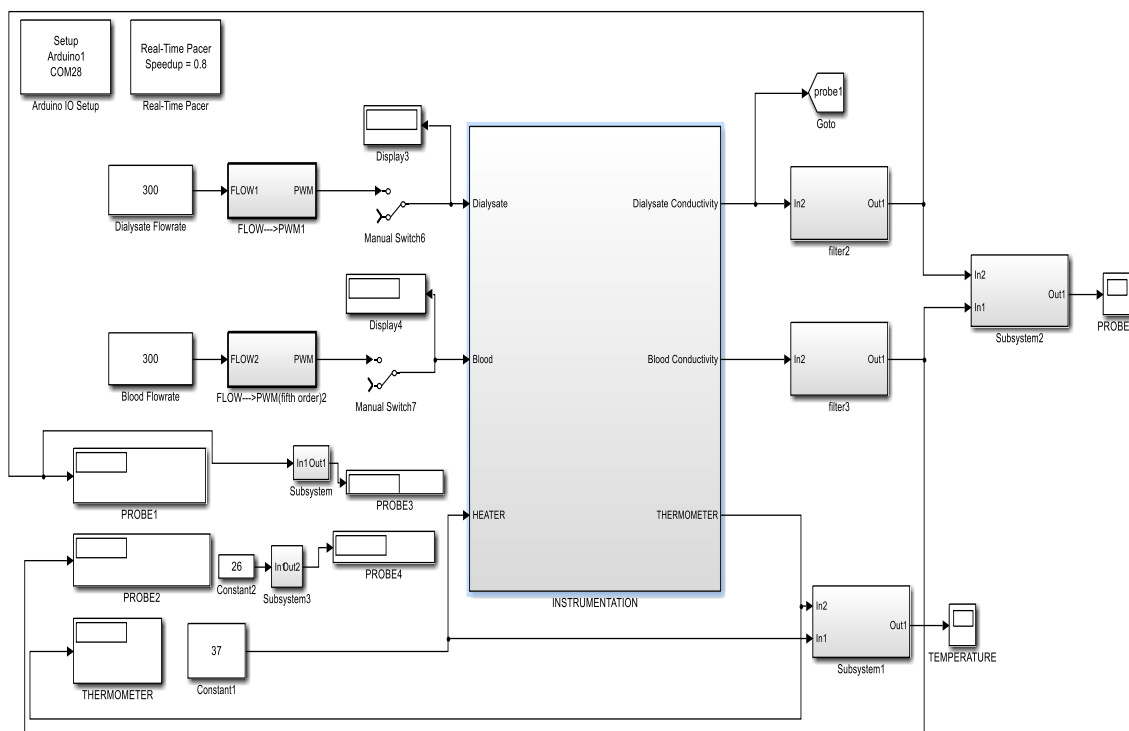 Setup
Arduino1
COM28
Arduino IO Setup
Real-Time Pacer
Speedup = 0.8
Real-Time Pacer
probe1
Goto
Display3
300
Dialysate Flowrate
FLOW1 PWM
FLOW--->PWM1
Manual Switch6
Dialysate
Dialysate Conductivity
In2 Out1
filter2
In2
In1
Out1
Subsystem2
PROBE
Display4
300
Blood Flowrate
FLOW2 PWM
FLOW--->PWM(fifth order)2
Manual Switch7
Blood
Blood Conductivity
In2 Out1
filter3
PROBE1
In1 Out1
Subsystem
PROBE3
HEATER
THERMOMETER
PROBE2
26
Constant2
In1 Out2
Subsystem3
PROBE4
INSTRUMENTATION
THERMOMETER
37
Constant1
In2
In1
Out1
Subsystem1
TEMPERATURE